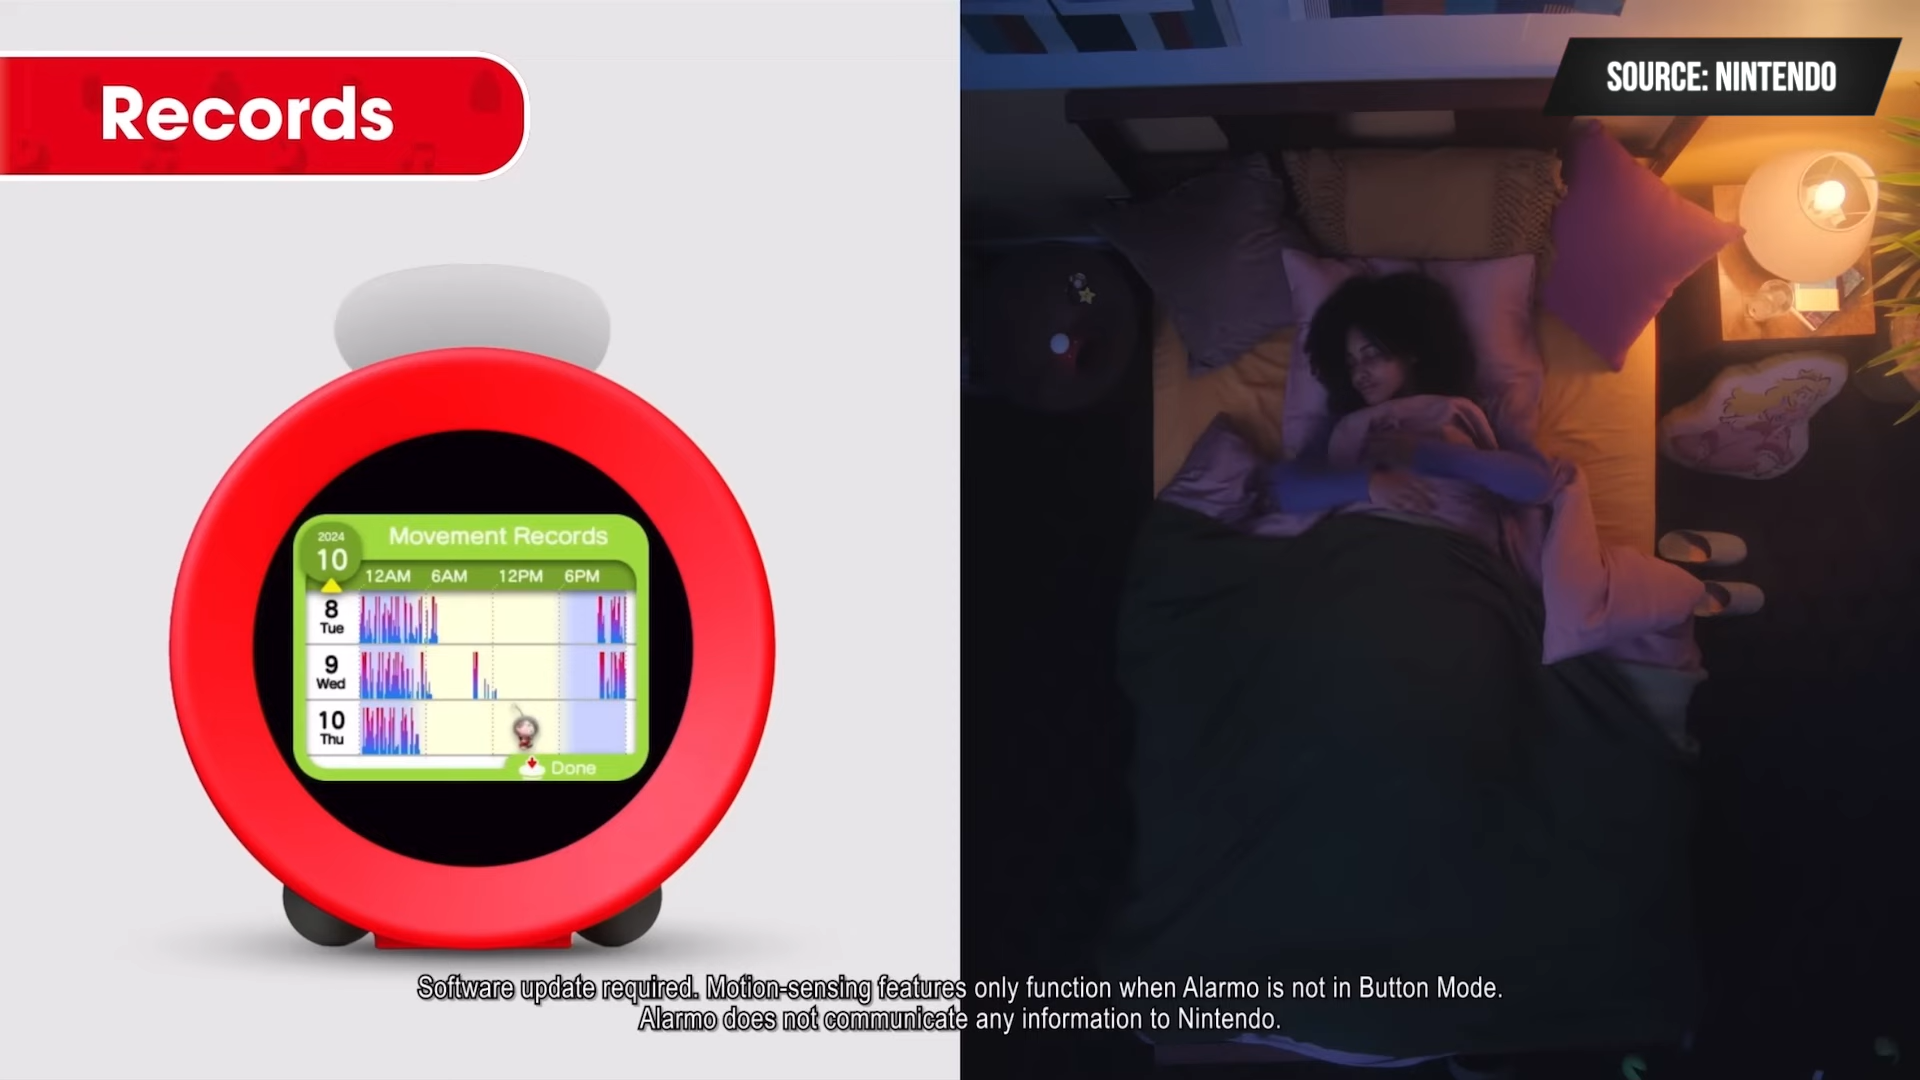 Records
SOURCE: NINTENDO
2024
10
Movement Records
12AM 6AM 12PM 6PM
8
Tue
9
Wed
10
Thu
Done
Software update required. Motion-sensing features only function when Alarmo is not in Button Mode.
Alarmo does not communicate any information to Nintendo.